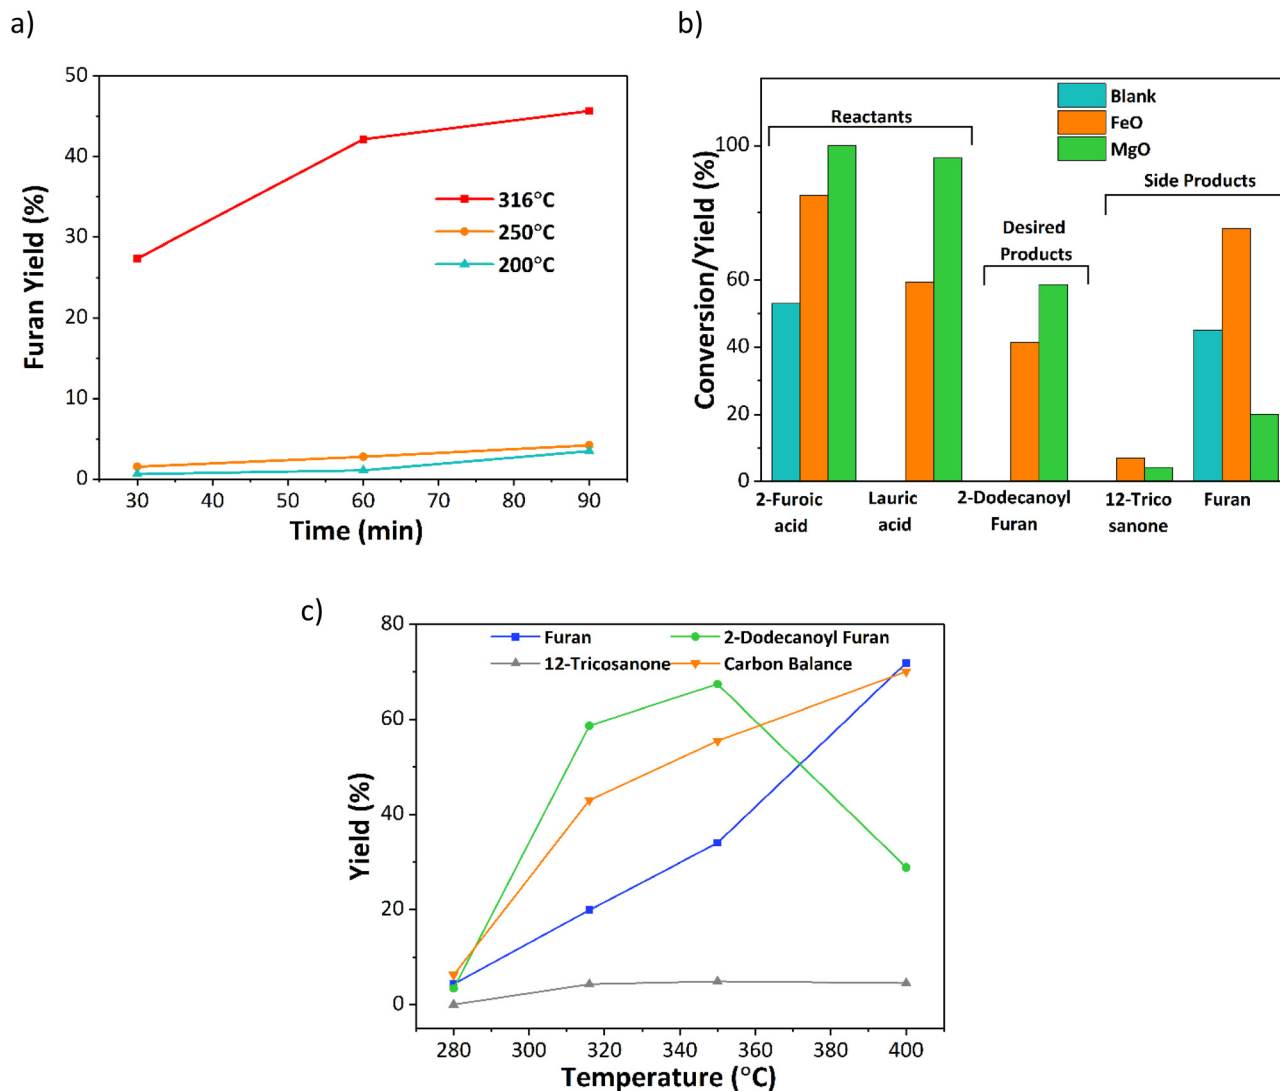 a)
50
40
30
20
10
0
Furan Yield (%)
316°C
250°C
200°C
30 40 50 60 70 80 90
Time (min)
b)
Blank
FeO
MgO
Reactants
Side Products
Desired
Products
100
80
60
40
20
0
Conversion/Yield (%)
2-Furoic
acid
Lauric
acid
2-Dodecanoyl
Furan
12-Trico
sanone
Furan
c)
Furan
2-Dodecanoyl Furan
12-Tricosanone
Carbon Balance
80
60
40
20
0
Yield (%)
280 300 320 340 360 380 400
Temperature (°C)